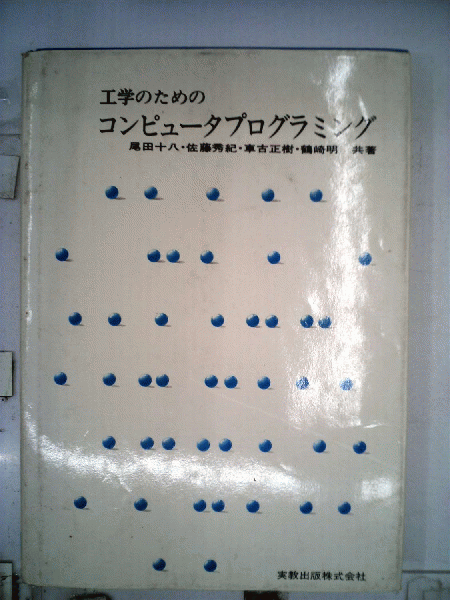 工学のための
コンピュータプログラミング
尾田十八・佐藤秀紀・車古正樹・鶴崎明 共著
実教出版株式会社